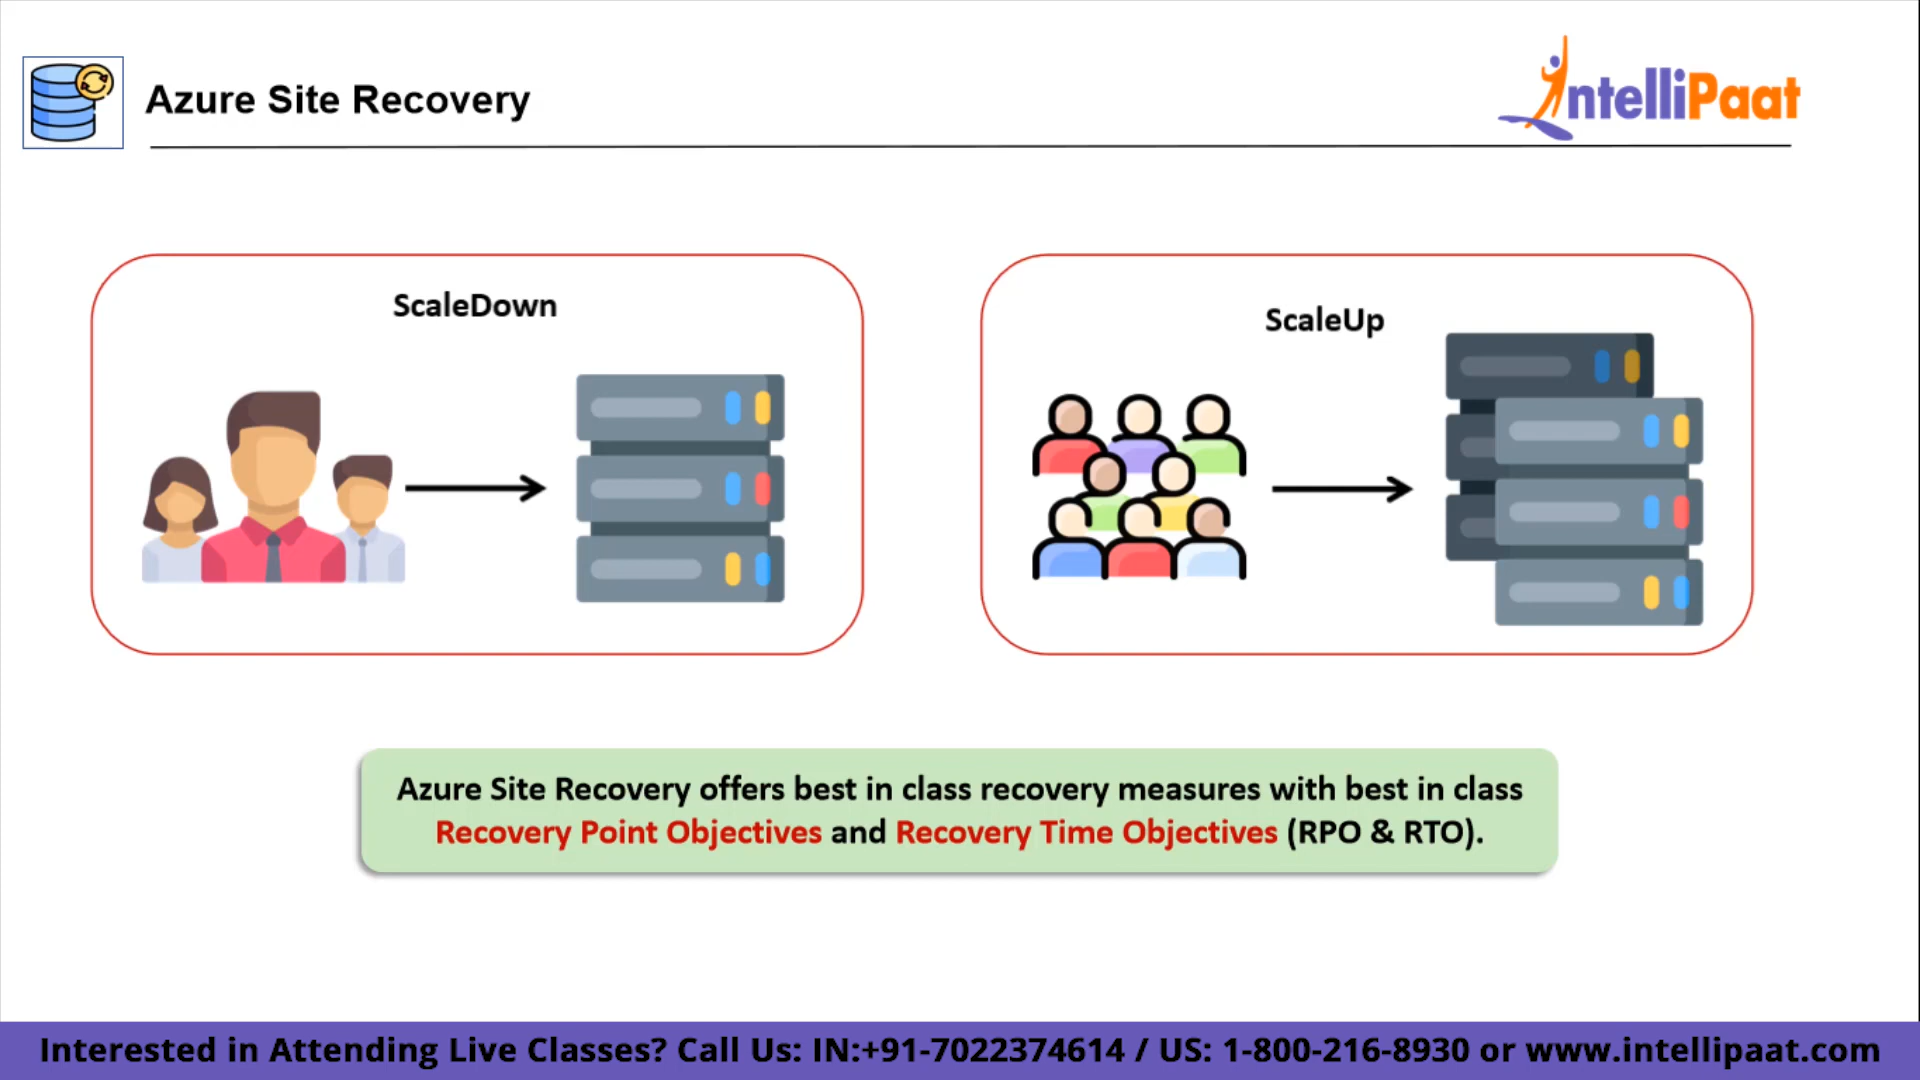 Azure Site Recovery
IntelliPaat
ScaleDown
ScaleUp
Azure Site Recovery offers best in class recovery measures with best in class
Recovery Point Objectives and Recovery Time Objectives (RPO & RTO).
Interested in Attending Live Classes? Call Us: IN:+91-7022374614 / US: 1-800-216-8930 or www.intellipaat.com